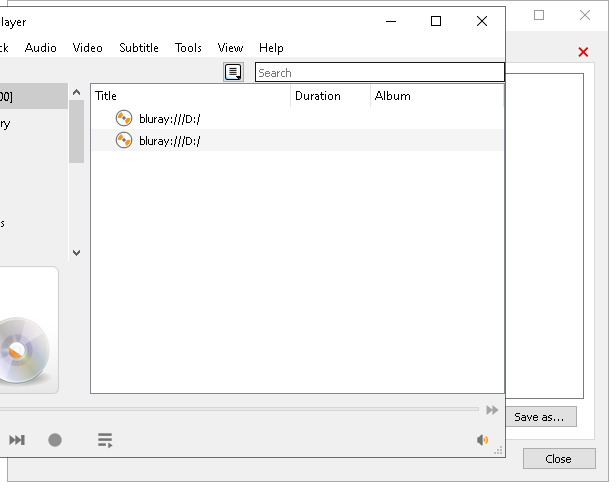 layer
ck Audio Video Subtitle Tools View Help
Search
00]
ry
s
Title Duration Album
bluray:///D:/
bluray:///D:/
Save as...
Close